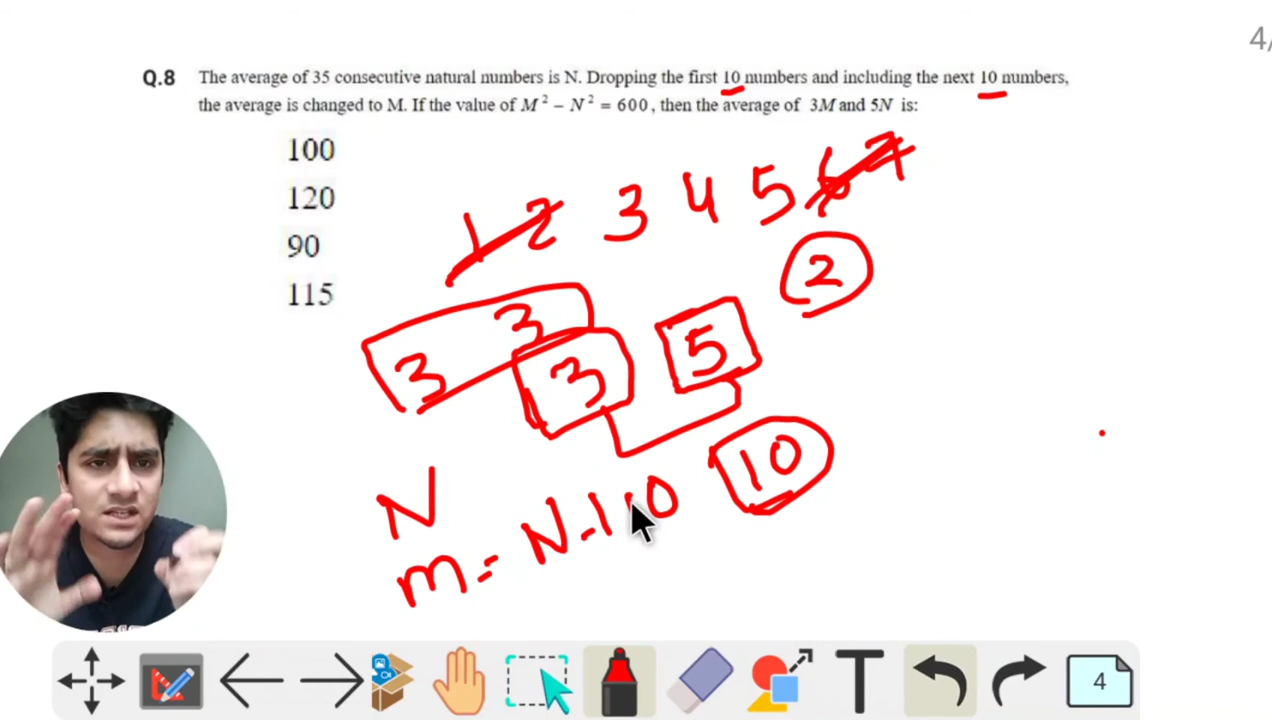 4/
Q.8 The average of 35 consecutive natural numbers is N. Dropping the first 10 numbers and including the next 10 numbers,
the average is changed to M. If the value of M² − N² = 600, then the average of 3M and 5N is:
100
120
90
115
1 2 3 4 5 6 7
2
3
3 3 5
10
N
m = N-10
T
4